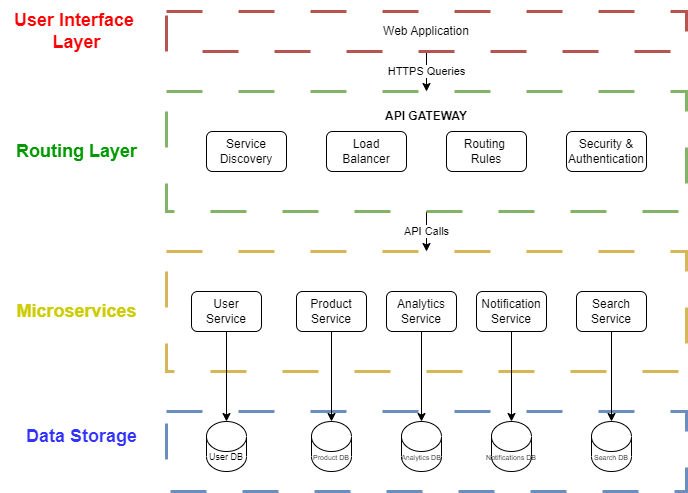 User Interface
Layer
Web Application
HTTPS Queries
API GATEWAY
Routing Layer
Service
Discovery
Load
Balancer
Routing
Rules
Security &
Authentication
API Calls
Microservices
User
Service
Product
Service
Analytics
Service
Notification
Service
Search
Service
Data Storage
User DB
Product DB
Analytics DB
Notifications DB
Search DB